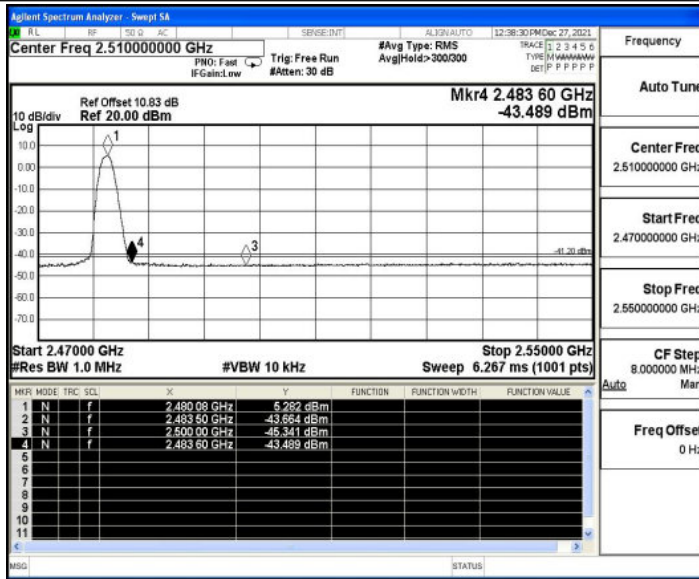 Agilent Spectrum Analyzer - Swept SA
RL RF 50 Ω AC SENSE:INT ALIGNAUTO 12:38:30 PM Dec 27, 2021
Center Freq 2.510000000 GHz
PNO: Fast
IFGain:Low
Trig: Free Run
#Atten: 30 dB
#Avg Type: RMS
Avg|Hold:>300/300
TRACE 1 2 3 4 5 6
TYPE M WWWWW
DET P P P P P P
Frequency
Ref Offset 10.83 dB
Ref 20.00 dBm
10 dB/div
Log
Mkr4 2.483 60 GHz
-43.489 dBm
10.0
0.00
-10.0
-20.0
-30.0
-40.0
-50.0
-60.0
-70.0
1
4
3
-41.20 dBm
Start 2.47000 GHz
Stop 2.55000 GHz
#Res BW 1.0 MHz #VBW 10 kHz Sweep 6.267 ms (1001 pts)
MKR MODE TRC SCL X Y FUNCTION FUNCTION WIDTH FUNCTION VALUE
1 N f 2.480 08 GHz 5.282 dBm
2 N f 2.483 50 GHz -43.664 dBm
3 N f 2.500 00 GHz -45.341 dBm
4 N f 2.483 60 GHz -43.489 dBm
5
6
7
8
9
10
11
MSG STATUS
Auto Tune
Center Freq
2.510000000 GHz
Start Freq
2.470000000 GHz
Stop Freq
2.550000000 GHz
CF Step
8.000000 MHz
Auto Man
Freq Offset
0 Hz